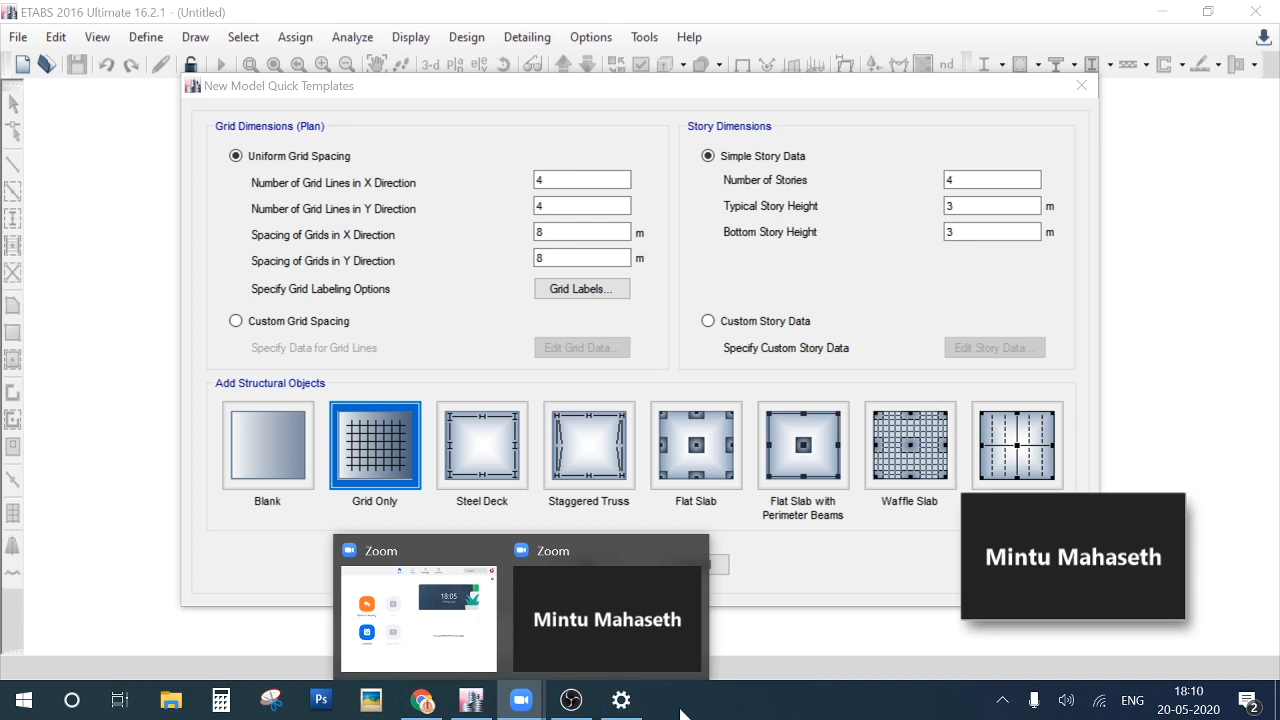 ETABS 2016 Ultimate 16.2.1 - (Untitled)
File Edit View Define Draw Select Assign Analyze Display Design Detailing Options Tools Help
3-d
nd
New Model Quick Templates
Grid Dimensions (Plan)
Uniform Grid Spacing
Number of Grid Lines in X Direction 4
Number of Grid Lines in Y Direction 4
Spacing of Grids in X Direction 8 m
Spacing of Grids in Y Direction 8 m
Specify Grid Labeling Options Grid Labels...
Custom Grid Spacing
Specify Data for Grid Lines Edit Grid Data...
Story Dimensions
Simple Story Data
Number of Stories 4
Typical Story Height 3 m
Bottom Story Height 3 m
Custom Story Data
Specify Custom Story Data Edit Story Data...
Add Structural Objects
Blank
Grid Only
Steel Deck
Staggered Truss
Flat Slab
Flat Slab with
Perimeter Beams
Waffle Slab
Mintu Mahaseth
Zoom
18:05
Zoom
Mintu Mahaseth
Ps
ENG
18:10
20-05-2020
2